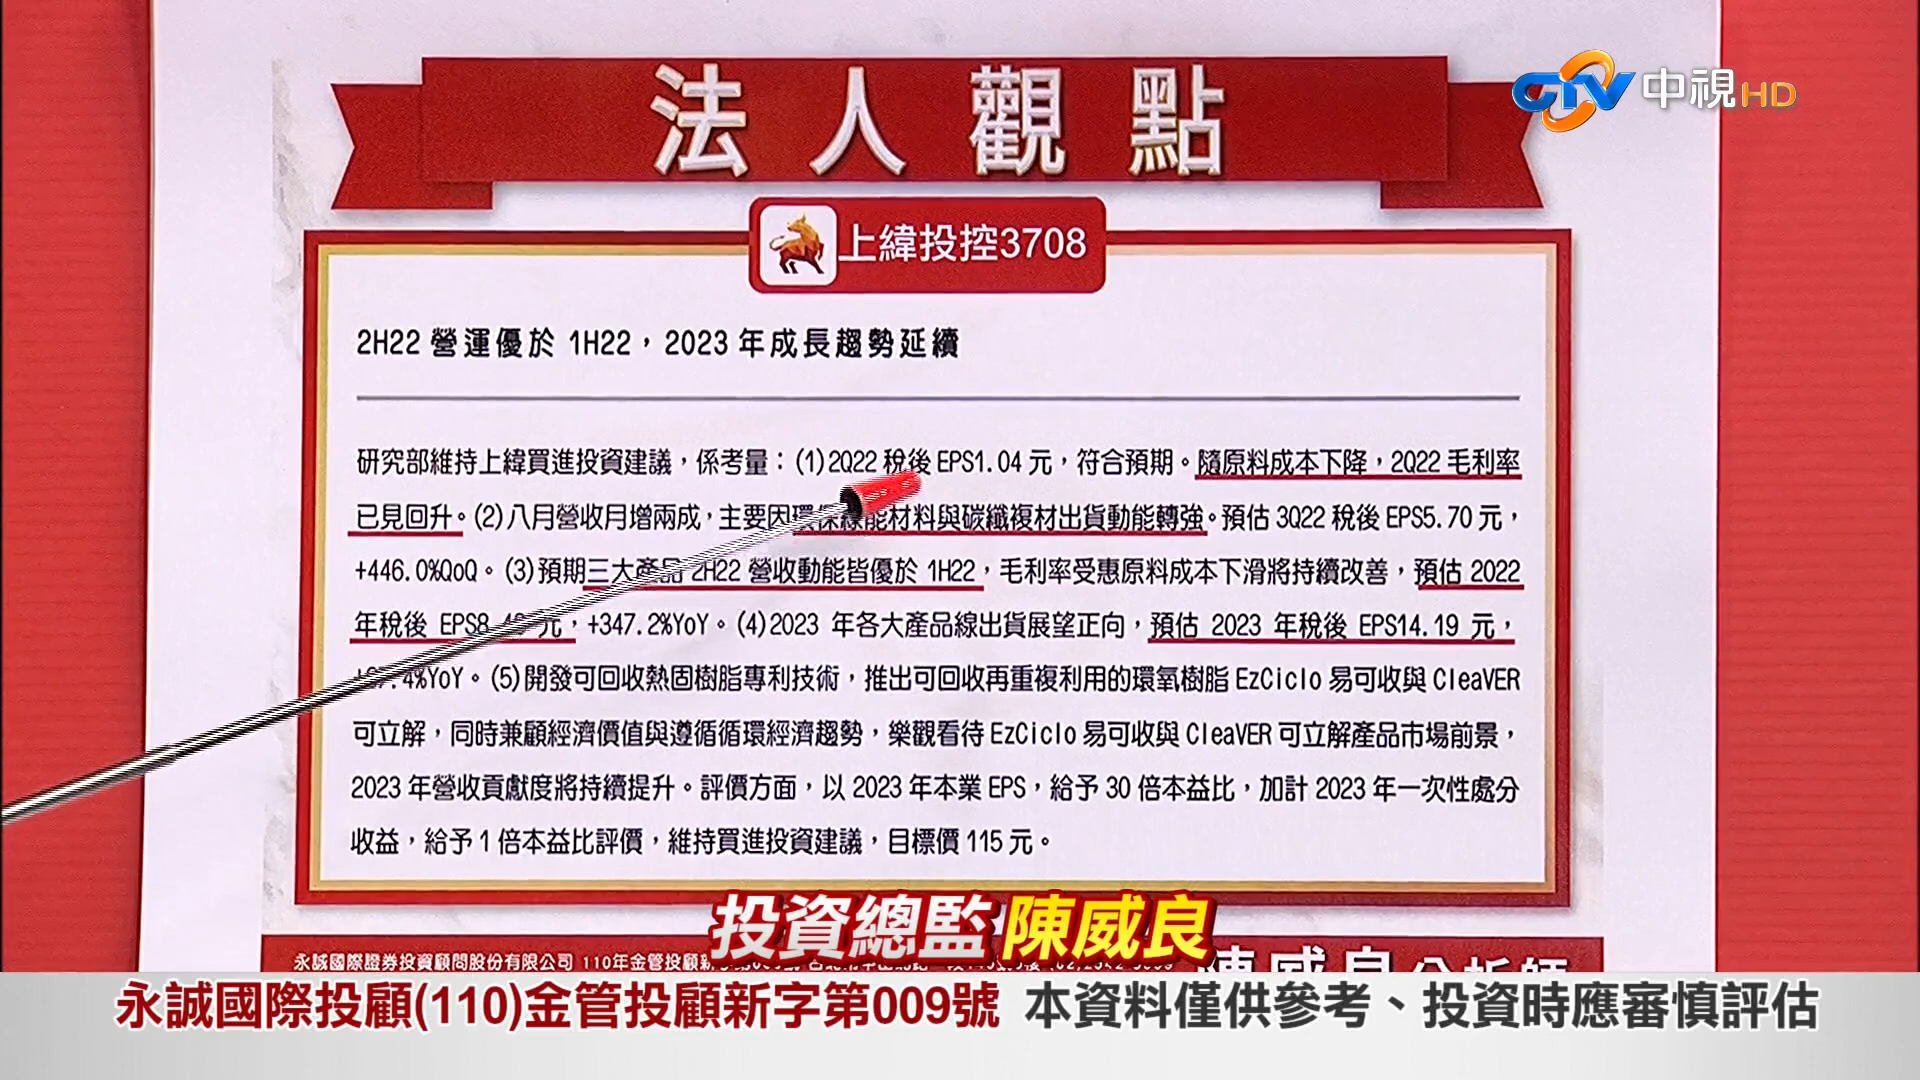 法人觀點
CTV中視HD
上緯投控3708
2H22 營運優於 1H22，2023 年成長趨勢延續
研究部維持上緯買進投資建議，係考量：(1)2Q22 稅後 EPS1.04 元，符合預期。隨原料成本下降，2Q22 毛利率
已見回升。(2)八月營收月增兩成，主要因環保綠能材料與碳纖複材出貨動能轉強。預估 3Q22 稅後 EPS5.70 元，
+446.0%QoQ。(3)預期三大產品 2H22 營收動能皆優於 1H22，毛利率受惠原料成本下滑將持續改善，預估 2022
年稅後 EPS8. 元，+347.2%YoY。(4)2023 年各大產品線出貨展望正向，預估 2023 年稅後 EPS14.19 元，
7.4%YoY。(5)開發可回收熱固樹脂專利技術，推出可回收再重複利用的環氧樹脂 EzCiclo 易可收與 CleaVER
可立解，同時兼顧經濟價值與遵循循環經濟趨勢，樂觀看待 EzCiclo 易可收與 CleaVER 可立解產品市場前景，
2023 年營收貢獻度將持續提升。評價方面，以 2023 年本業 EPS，給予 30 倍本益比，加計 2023 年一次性處分
收益，給予 1 倍本益比評價，維持買進投資建議，目標價 115 元。
投資總監 陳威良
永誠國際證券投資顧問股份有限公司 110年金管投顧新字第
永誠國際投顧(110)金管投顧新字第009號 本資料僅供參考、投資時應審慎評估